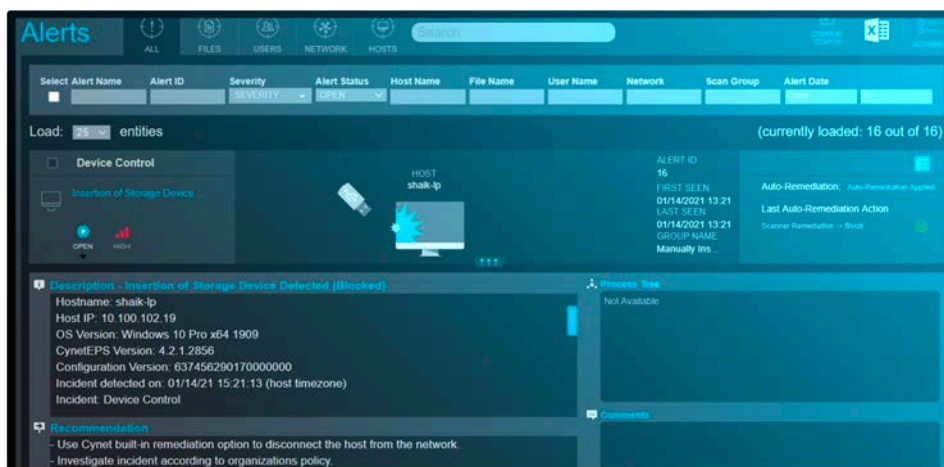 Alerts
ALL
FILES
USERS
NETWORK
HOSTS
Search
CHANGE STATUS
ACTIONS
Select Alert Name Alert ID Severity Alert Status Host Name File Name User Name Network Scan Group Alert Date
SEVERITY OPEN
Load: 25 entities (currently loaded: 16 out of 16)
Device Control
Insertion of Storage Device ...
OPEN HIGH
HOST
shaik-lp
ALERT ID
16
FIRST SEEN
01/14/2021 13:21
LAST SEEN
01/14/2021 13:21
GROUP NAME
Manually Ins...
Auto-Remediation: Auto-Remediation Applied
Last Auto-Remediation Action
Scanner Remediation -> Block
Description - Insertion of Storage Device Detected (Blocked)
Hostname: shaik-lp
Host IP: 10.100.102.19
OS Version: Windows 10 Pro x64 1909
CynetEPS Version: 4.2.1.2856
Configuration Version: 637456290170000000
Incident detected on: 01/14/21 15:21:13 (host timezone)
Incident: Device Control
Process Tree
Not Available
Recommendation
- Use Cynet built-in remediation option to disconnect the host from the network.
- Investigate incident according to organizations policy.
Comments